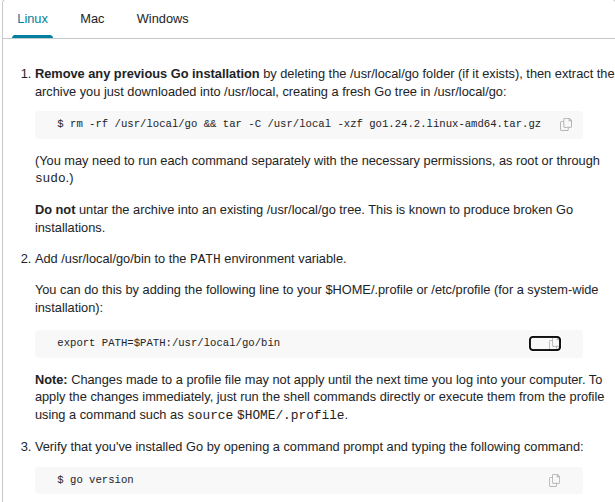 Linux Mac Windows
1. Remove any previous Go installation by deleting the /usr/local/go folder (if it exists), then extract the
archive you just downloaded into /usr/local, creating a fresh Go tree in /usr/local/go:
$ rm -rf /usr/local/go && tar -C /usr/local -xzf go1.24.2.linux-amd64.tar.gz
(You may need to run each command separately with the necessary permissions, as root or through
sudo.)
Do not untar the archive into an existing /usr/local/go tree. This is known to produce broken Go
installations.
2. Add /usr/local/go/bin to the PATH environment variable.
You can do this by adding the following line to your $HOME/.profile or /etc/profile (for a system-wide
installation):
export PATH=$PATH:/usr/local/go/bin
Note: Changes made to a profile file may not apply until the next time you log into your computer. To
apply the changes immediately, just run the shell commands directly or execute them from the profile
using a command such as source $HOME/.profile.
3. Verify that you've installed Go by opening a command prompt and typing the following command:
$ go version